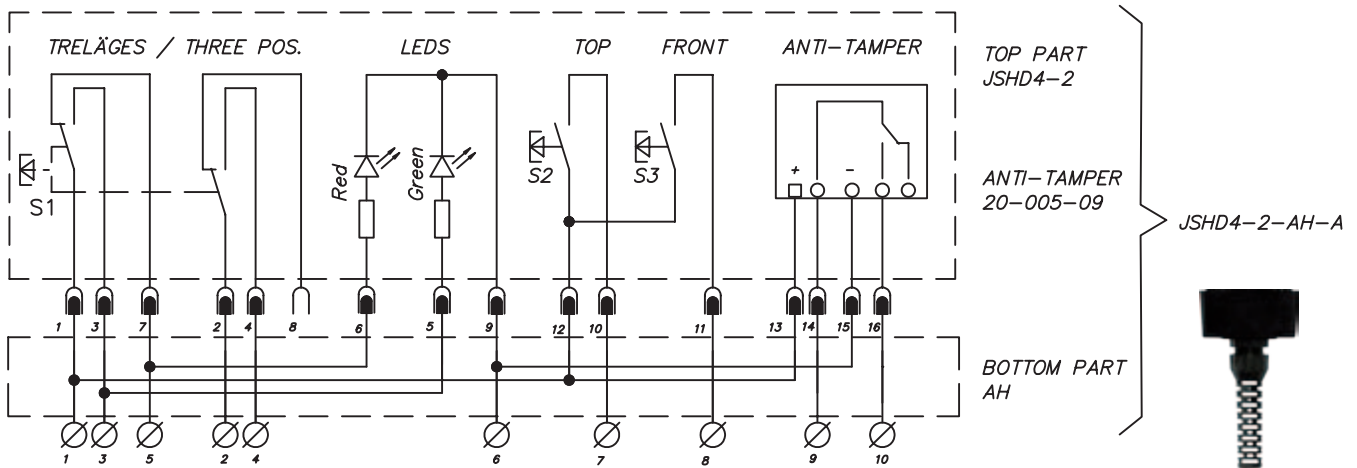 TRELÄGES / THREE POS. LEDS TOP FRONT ANTI-TAMPER
TOP PART
JSHD4-2
Red
Green
S1
S2
S3
+ -
ANTI-TAMPER
20-005-09
JSHD4-2-AH-A
1 3 7 2 4 8 6 5 9 12 10 11 13 14 15 16
BOTTOM PART
AH
1 3 5 2 4 6 7 8 9 10